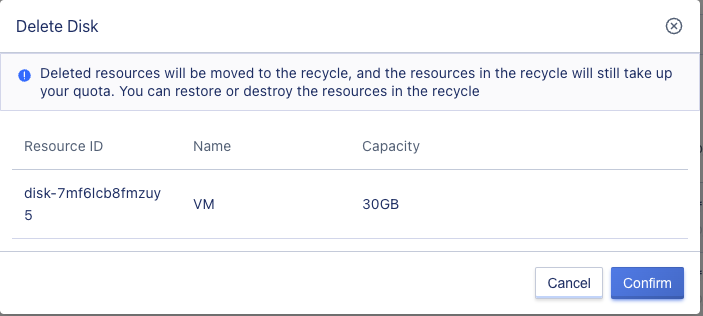 Delete Disk
Deleted resources will be moved to the recycle, and the resources in the recycle will still take up
your quota. You can restore or destroy the resources in the recycle
Resource ID Name Capacity
disk-7mf6lcb8fmzuy
5
VM 30GB
Cancel Confirm